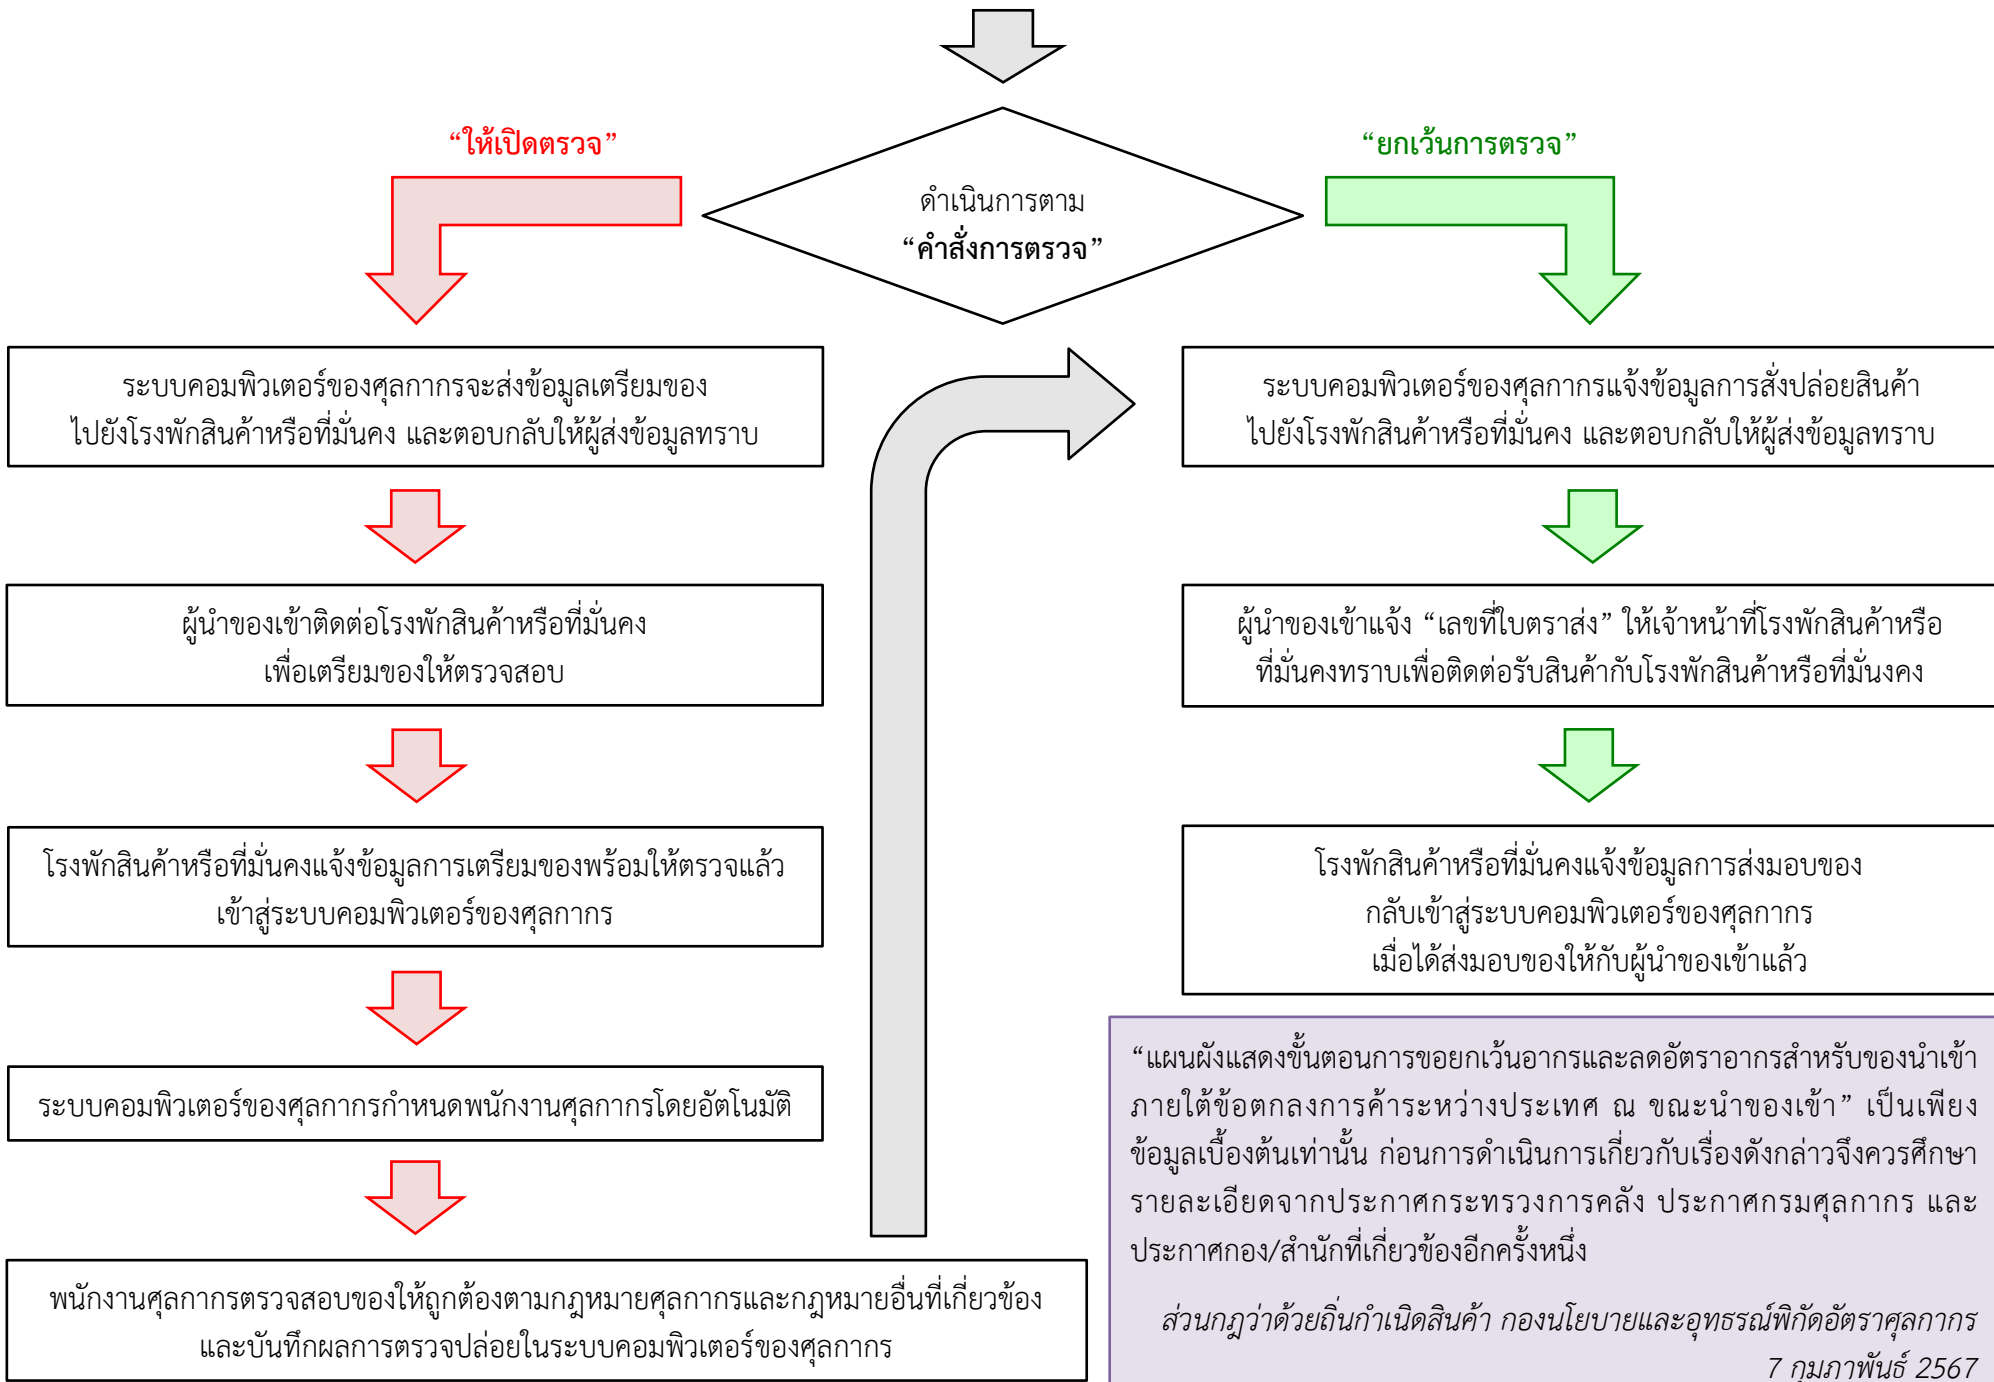 “ให้เปิดตรวจ”
“ยกเว้นการตรวจ”
ดำเนินการตาม
“คำสั่งการตรวจ”
ระบบคอมพิวเตอร์ของศุลกากรจะส่งข้อมูลเตรียมของ
ไปยังโรงพักสินค้าหรือที่มั่นคง และตอบกลับให้ผู้ส่งข้อมูลทราบ
ผู้นำของเข้าติดต่อโรงพักสินค้าหรือที่มั่นคง
เพื่อเตรียมของให้ตรวจสอบ
โรงพักสินค้าหรือที่มั่นคงแจ้งข้อมูลการเตรียมของพร้อมให้ตรวจแล้ว
เข้าสู่ระบบคอมพิวเตอร์ของศุลกากร
ระบบคอมพิวเตอร์ของศุลกากรกำหนดพนักงานศุลกากรโดยอัตโนมัติ
พนักงานศุลกากรตรวจสอบของให้ถูกต้องตามกฎหมายศุลกากรและกฎหมายอื่นที่เกี่ยวข้อง
และบันทึกผลการตรวจปล่อยในระบบคอมพิวเตอร์ของศุลกากร
ระบบคอมพิวเตอร์ของศุลกากรแจ้งข้อมูลการสั่งปล่อยสินค้า
ไปยังโรงพักสินค้าหรือที่มั่นคง และตอบกลับให้ผู้ส่งข้อมูลทราบ
ผู้นำของเข้าแจ้ง “เลขที่ใบตราส่ง” ให้เจ้าหน้าที่โรงพักสินค้าหรือ
ที่มั่นคงทราบเพื่อติดต่อรับสินค้ากับโรงพักสินค้าหรือที่มั่นงคง
โรงพักสินค้าหรือที่มั่นคงแจ้งข้อมูลการส่งมอบของ
กลับเข้าสู่ระบบคอมพิวเตอร์ของศุลกากร
เมื่อได้ส่งมอบของให้กับผู้นำของเข้าแล้ว
“แผนผังแสดงขั้นตอนการขอยกเว้นอากรและลดอัตราอากรสำหรับของนำเข้า
ภายใต้ข้อตกลงการค้าระหว่างประเทศ ณ ขณะนำของเข้า” เป็นเพียง
ข้อมูลเบื้องต้นเท่านั้น ก่อนการดำเนินการเกี่ยวกับเรื่องดังกล่าวจึงควรศึกษา
รายละเอียดจากประกาศกระทรวงการคลัง ประกาศกรมศุลกากร และ
ประกาศกอง/สำนักที่เกี่ยวข้องอีกครั้งหนึ่ง
ส่วนกฎว่าด้วยถิ่นกำเนิดสินค้า กองนโยบายและอุทธรณ์พิกัดอัตราศุลกากร
7 กุมภาพันธ์ 2567